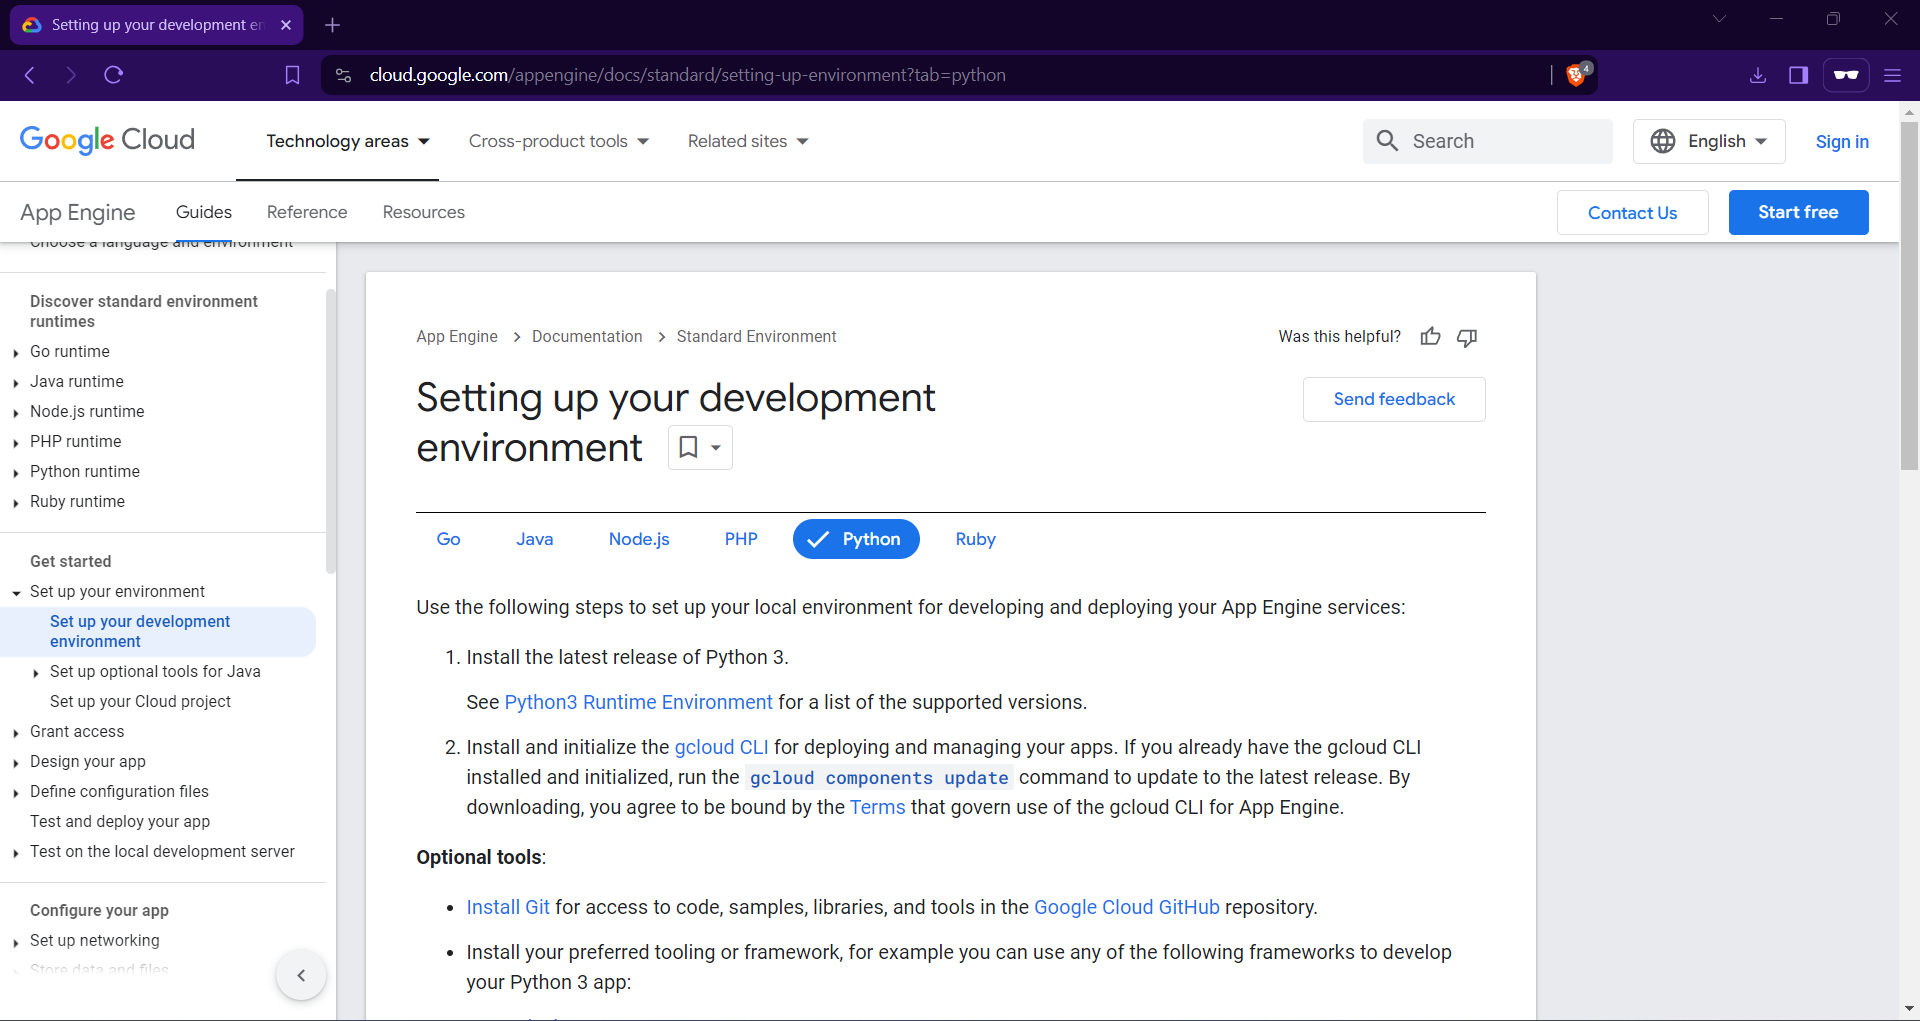 Setting up your development en
cloud.google.com/appengine/docs/standard/setting-up-environment?tab=python
4
Google Cloud
Technology areas
Cross-product tools
Related sites
Search
English
Sign in
App Engine
Guides
Reference
Resources
Contact Us
Start free
Choose a language and environment
Discover standard environment
runtimes
Go runtime
Java runtime
Node.js runtime
PHP runtime
Python runtime
Ruby runtime
Get started
Set up your environment
Set up your development
environment
Set up optional tools for Java
Set up your Cloud project
Grant access
Design your app
Define configuration files
Test and deploy your app
Test on the local development server
Configure your app
Set up networking
Store data and files
App Engine > Documentation > Standard Environment
Was this helpful?
Setting up your development
environment
Send feedback
Go
Java
Node.js
PHP
Python
Ruby
Use the following steps to set up your local environment for developing and deploying your App Engine services:
1. Install the latest release of Python 3.
See Python3 Runtime Environment for a list of the supported versions.
2. Install and initialize the gcloud CLI for deploying and managing your apps. If you already have the gcloud CLI
installed and initialized, run the gcloud components update command to update to the latest release. By
downloading, you agree to be bound by the Terms that govern use of the gcloud CLI for App Engine.
Optional tools:
• Install Git for access to code, samples, libraries, and tools in the Google Cloud GitHub repository.
• Install your preferred tooling or framework, for example you can use any of the following frameworks to develop
your Python 3 app: